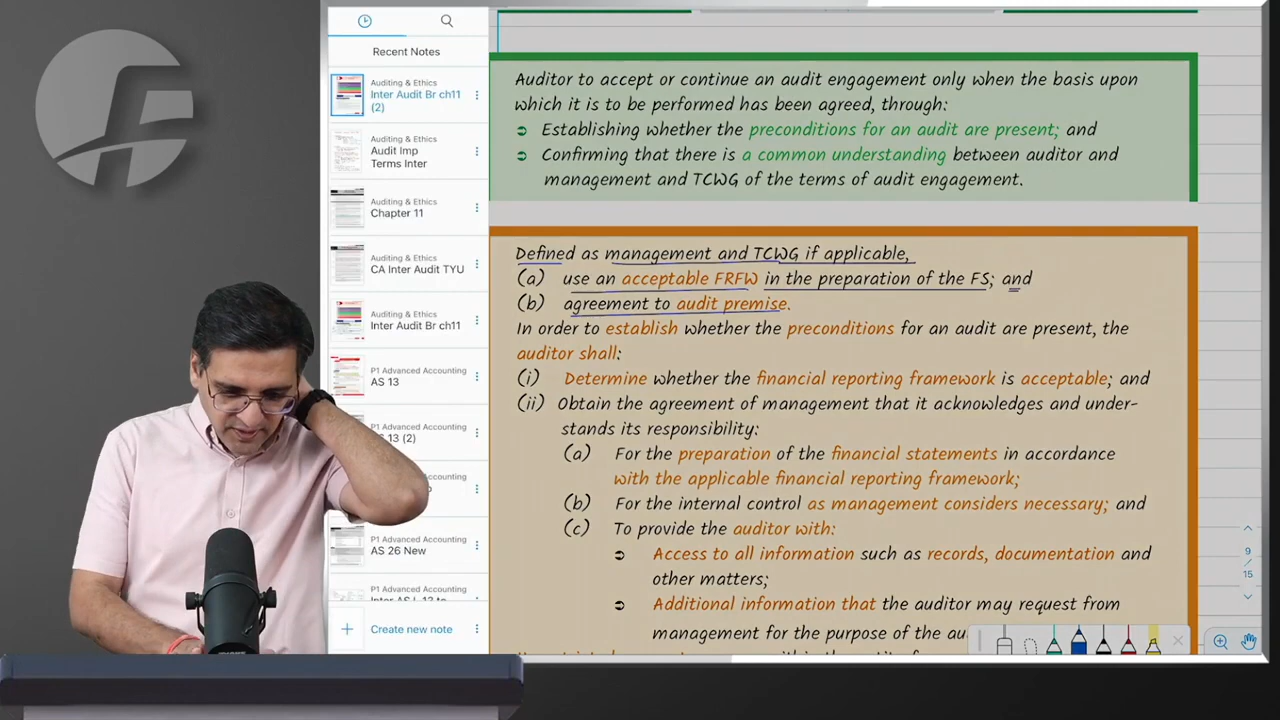 Recent Notes
Auditing & Ethics
Inter Audit Br ch11
(2)
Auditing & Ethics
Audit Imp
Terms Inter
Auditing & Ethics
Chapter 11
Auditing & Ethics
CA Inter Audit TYU
Auditing & Ethics
Inter Audit Br ch11
P1 Advanced Accounting
AS 13
Advanced Accounting
13 (2)
Advanced Accounting
P1 Advanced Accounting
AS 26 New
P1 Advanced Accounting
+ Create new note
Auditor to accept or continue an audit engagement only when the basis upon
which it is to be performed has been agreed, through:
➲ Establishing whether the preconditions for an audit are present; and
➲ Confirming that there is a common understanding between auditor and
management and TCWG of the terms of audit engagement.
Defined as management and TCWG if applicable,
(a) use an acceptable FRFW in the preparation of the FS; and
(b) agreement to audit premise.
In order to establish whether the preconditions for an audit are present, the
auditor shall:
(i) Determine whether the financial reporting framework is acceptable; and
(ii) Obtain the agreement of management that it acknowledges and under-
stands its responsibility:
(a) For the preparation of the financial statements in accordance
with the applicable financial reporting framework;
(b) For the internal control as management considers necessary; and
(c) To provide the auditor with:
➲ Access to all information such as records, documentation and
other matters;
➲ Additional information that the auditor may request from
management for the purpose of the
9
/
15